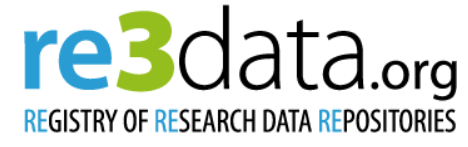 re3data.org
REGISTRY OF RESEARCH DATA REPOSITORIES